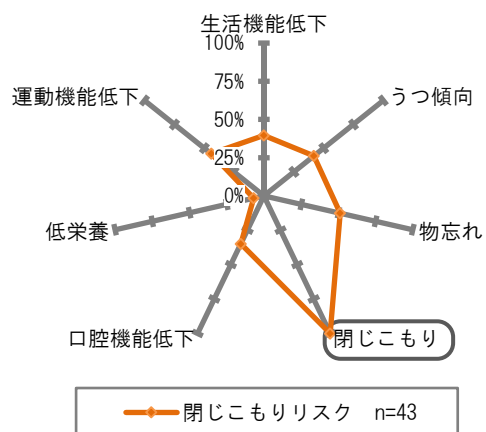 生活機能低下
100%
75%
50%
25%
0%
うつ傾向
物忘れ
閉じこもり
口腔機能低下
低栄養
運動機能低下
閉じこもりリスク n=43